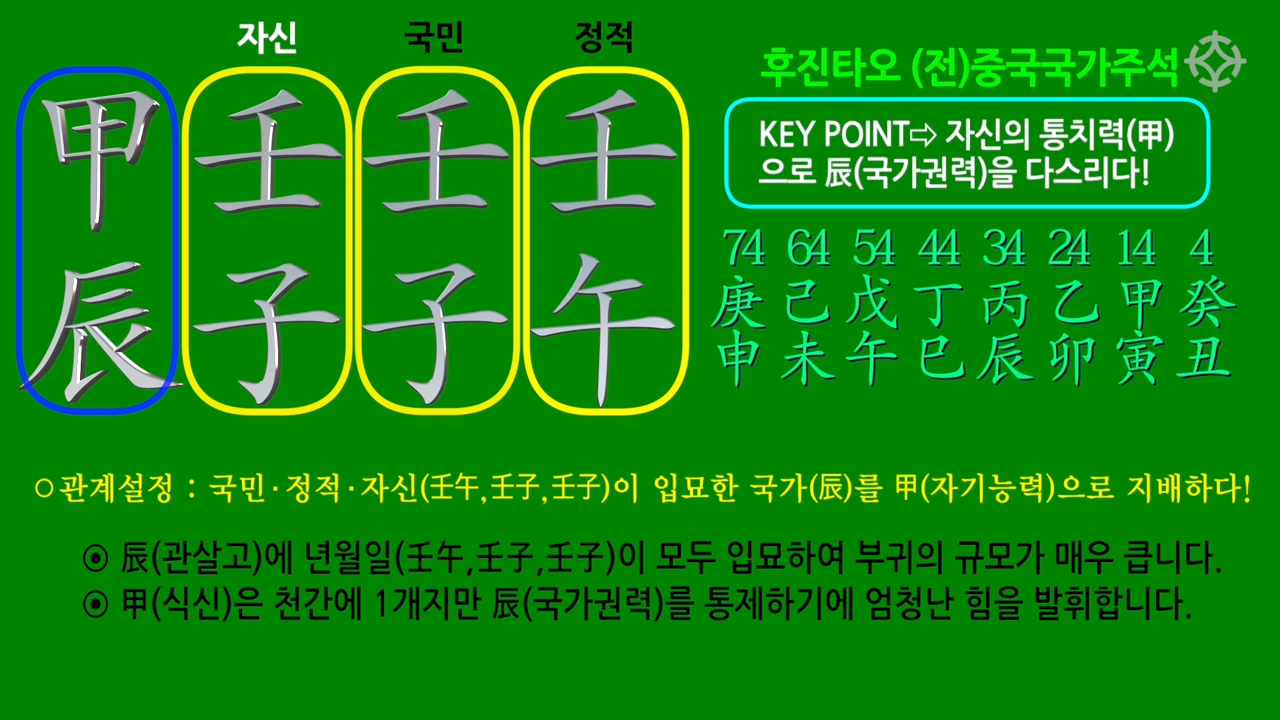 자신 국민 정적
甲 壬 壬 壬
辰 子 子 午
후진타오 (전)중국국가주석
KEY POINT⇨ 자신의 통치력(甲)
으로 辰(국가권력)을 다스리다!
74 64 54 44 34 24 14 4
庚 己 戊 丁 丙 乙 甲 癸
申 未 午 巳 辰 卯 寅 丑
○관계설정 : 국민·정적·자신(壬午,壬子,壬子)이 입묘한 국가(辰)를 甲(자기능력)으로 지배하다!
◉ 辰(관살고)에 년월일(壬午,壬子,壬子)이 모두 입묘하여 부귀의 규모가 매우 큽니다.
◉ 甲(식신)은 천간에 1개지만 辰(국가권력)를 통제하기에 엄청난 힘을 발휘합니다.